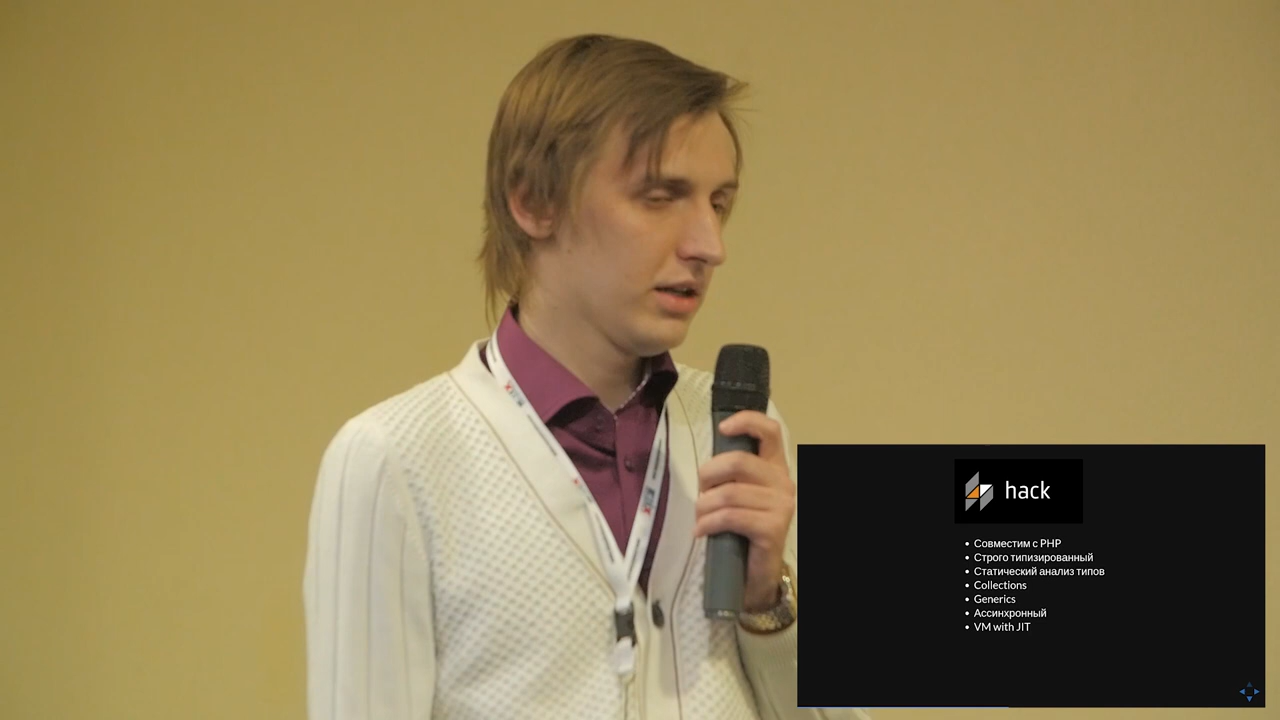 hack
Совместим с PHP
Строго типизированный
Статический анализ типов
Collections
Generics
Ассинхронный
VM with JIT